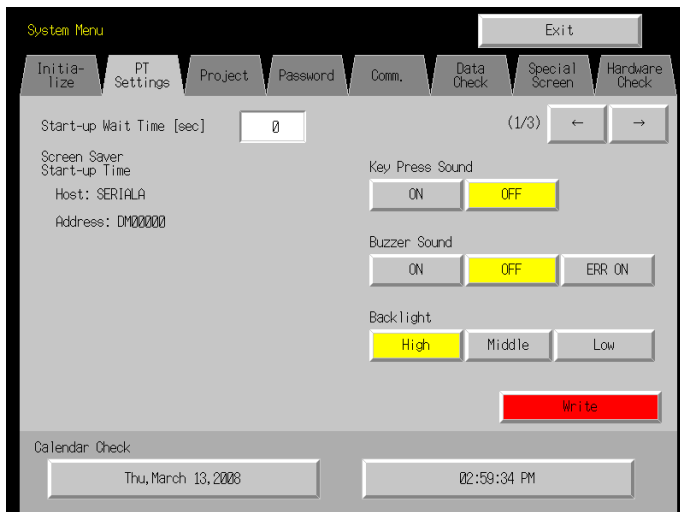 System Menu
Exit
Initia-
lize
PT
Settings
Project
Password
Comm.
Data
Check
Special
Screen
Hardware
Check
Start-up Wait Time [sec]
0
(1/3)
←
→
Screen Saver
Start-up Time
Host: SERIALA
Address: DM00000
Key Press Sound
ON
OFF
Buzzer Sound
ON
OFF
ERR ON
Backlight
High
Middle
Low
Write
Calendar Check
Thu,March 13,2008
02:59:34 PM